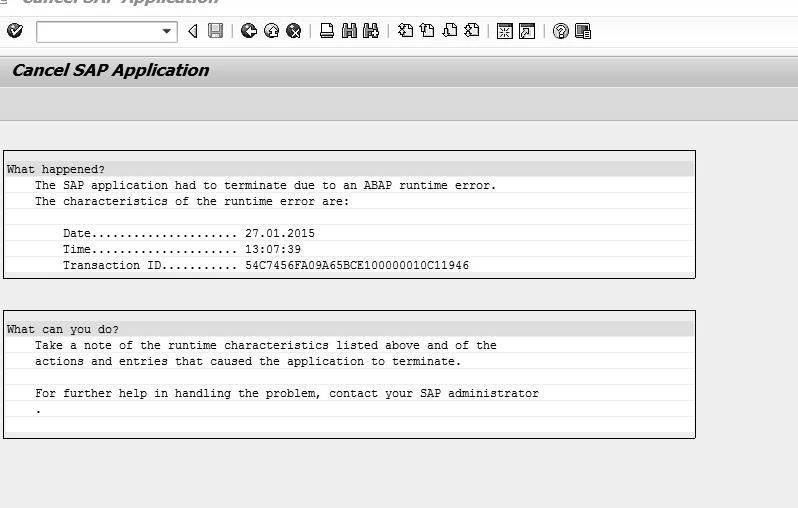 Cancel SAP Application
Cancel SAP Application
What happened?
The SAP application had to terminate due to an ABAP runtime error.
The characteristics of the runtime error are:
Date..................... 27.01.2015
Time..................... 13:07:39
Transaction ID........... 54C7456FA09A65BCE100000010C11946
What can you do?
Take a note of the runtime characteristics listed above and of the
actions and entries that caused the application to terminate.
For further help in handling the problem, contact your SAP administrator
.